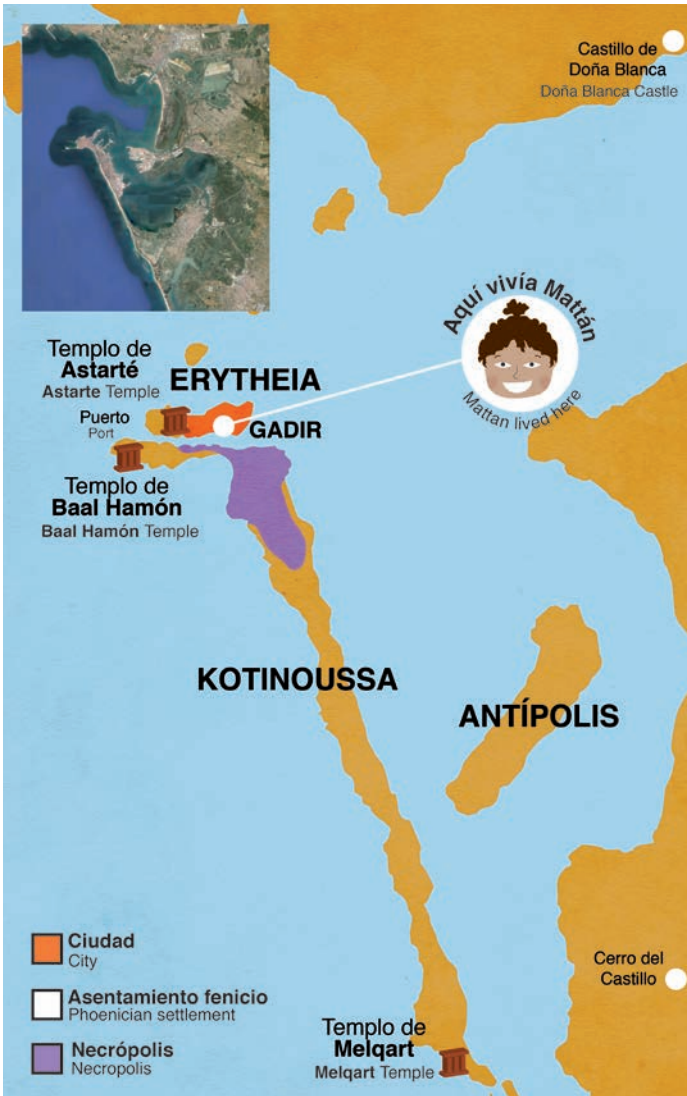 Castillo de
Doña Blanca
Doña Blanca Castle
Aquí vivía Mattán
Mattan lived here
Templo de
Astarté
Astarte Temple
ERYTHEIA
Puerto
Port
GADIR
Templo de
Baal Hamón
Baal Hamón Temple
KOTINOUSSA
ANTÍPOLIS
Ciudad
City
Asentamiento fenicio
Phoenician settlement
Necrópolis
Necropolis
Cerro del
Castillo
Templo de
Melqart
Melqart Temple